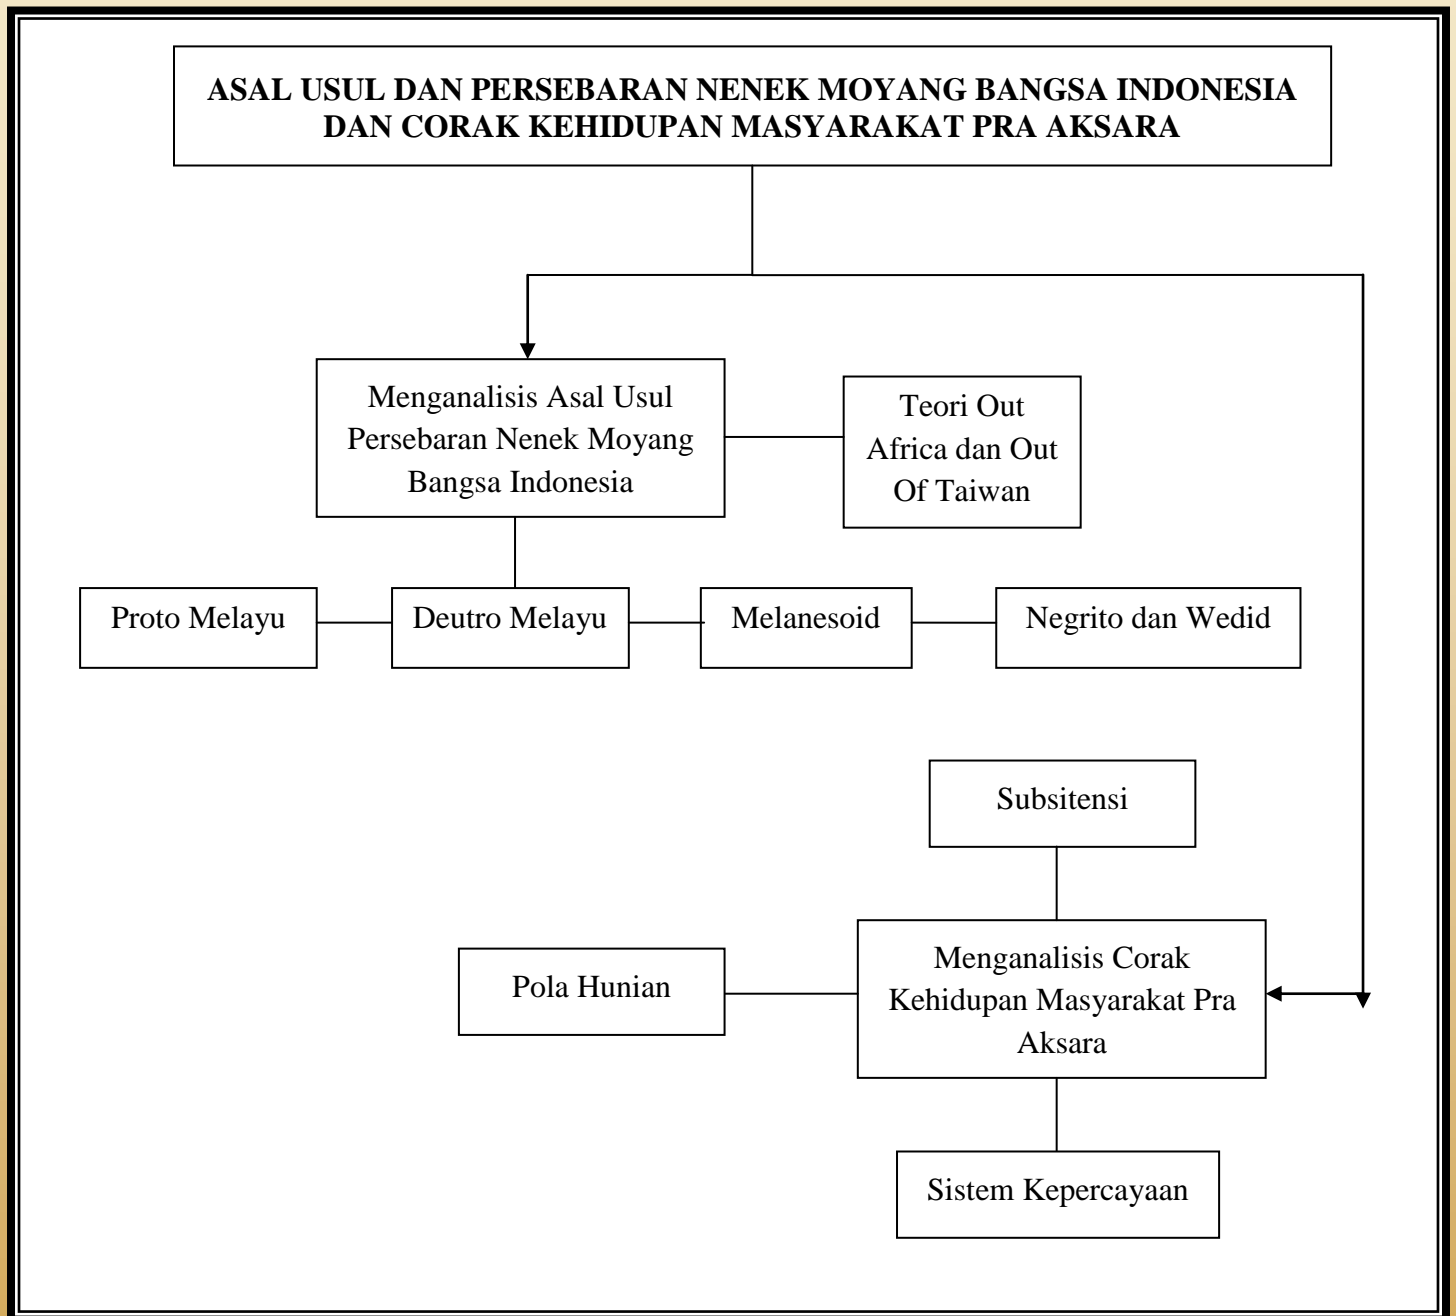 ASAL USUL DAN PERSEBARAN NENEK MOYANG BANGSA INDONESIA
DAN CORAK KEHIDUPAN MASYARAKAT PRA AKSARA
Menganalisis Asal Usul
Persebaran Nenek Moyang
Bangsa Indonesia
Teori Out
Africa dan Out
Of Taiwan
Proto Melayu
Deutro Melayu
Melanesoid
Negrito dan Wedid
Subsitensi
Pola Hunian
Menganalisis Corak
Kehidupan Masyarakat Pra
Aksara
Sistem Kepercayaan